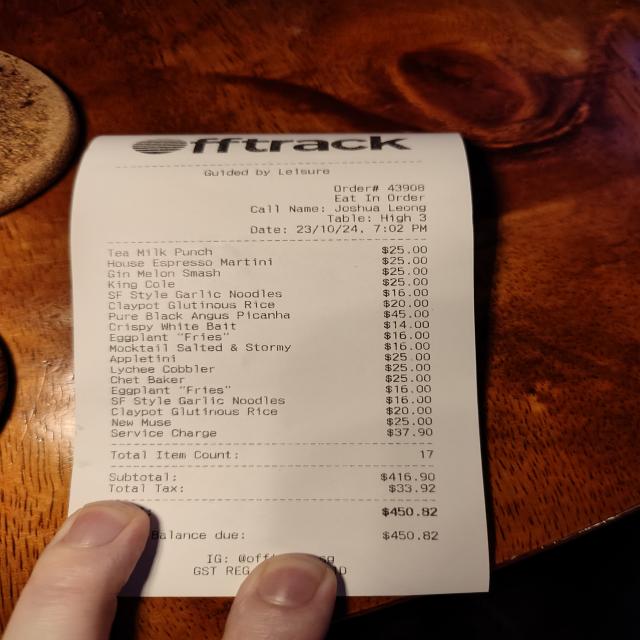 Offtrack
Guided by Leisure
Order# 43908
Eat In Order
Call Name: Joshua Leong
Table: High 3
Date: 23/10/24, 7:02 PM
Tea Milk Punch $25.00
House Espresso Martini $25.00
Gin Melon Smash $25.00
King Cole $25.00
SF Style Garlic Noodles $16.00
Claypot Glutinous Rice $20.00
Pure Black Angus Picanha $45.00
Crispy White Bait $14.00
Eggplant "Fries" $16.00
Mocktail Salted & Stormy $16.00
Appletini $25.00
Lychee Cobbler $25.00
Chet Baker $25.00
Eggplant "Fries" $16.00
SF Style Garlic Noodles $16.00
Claypot Glutinous Rice $20.00
New Muse $25.00
Service Charge $37.90
Total Item Count: 17
Subtotal: $416.90
Total Tax: $33.92
$450.82
Balance due: $450.82
IG:
GST REG